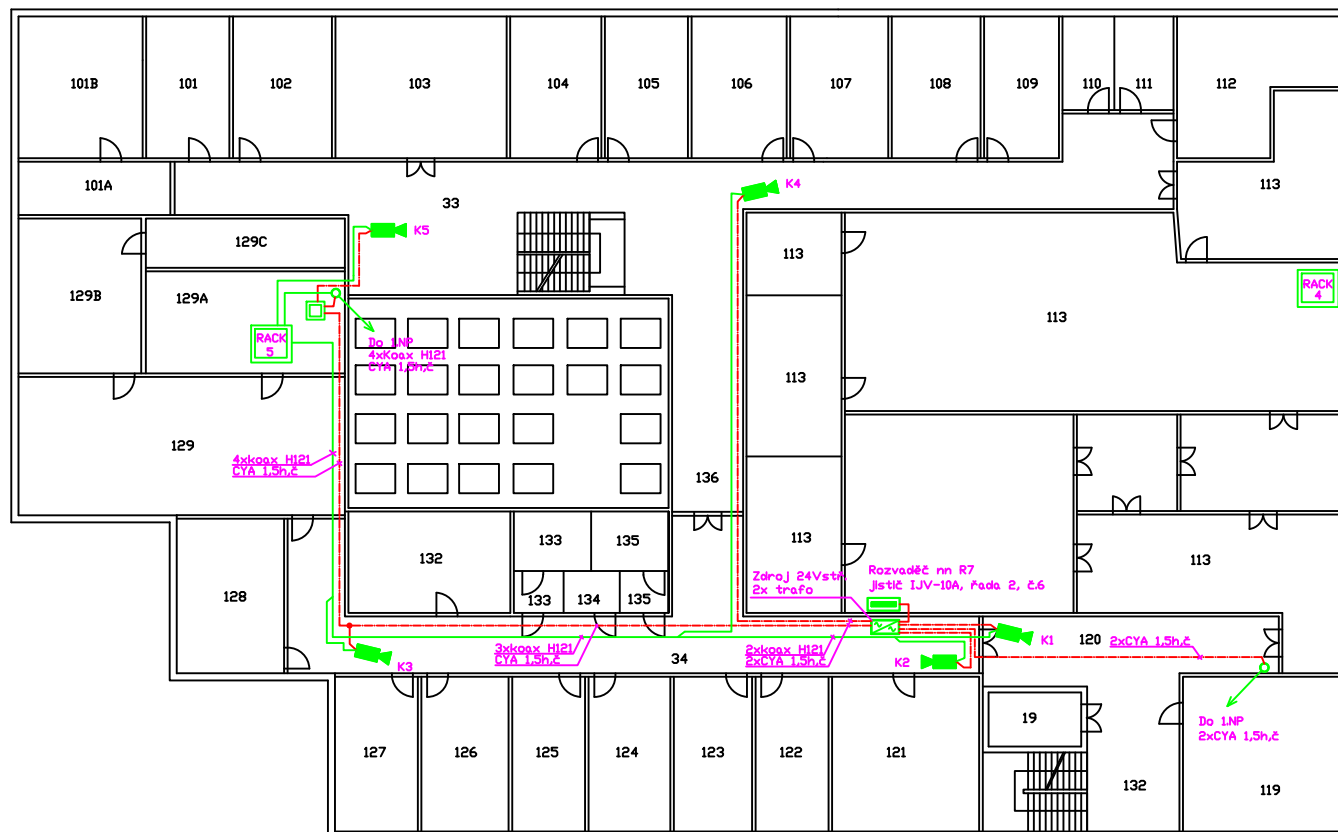 101B
101
102
103
104
105
106
107
108
109
110
111
112
101A
33
K4
113
K5
129C
113
129B
129A
RACK
4
113
RACK
5
Do 1.NP
4xKoax H121
CYA 1,5h,č
113
129
4xkoax H121
CYA 1,5h,č
136
113
113
132
133
135
128
133
134
135
Zdroj 24Vstř.
2x trafo
Rozvaděč nn R7
jistič IJV-10A, řada 2, č.6
K1
120
2xCYA 1,5h,č
3xkoax H121
CYA 1,5h,č
34
2xkoax H121
2xCYA 1,5h,č
K2
K3
19
Do 1.NP
2xCYA 1,5h,č
127
126
125
124
123
122
121
132
119